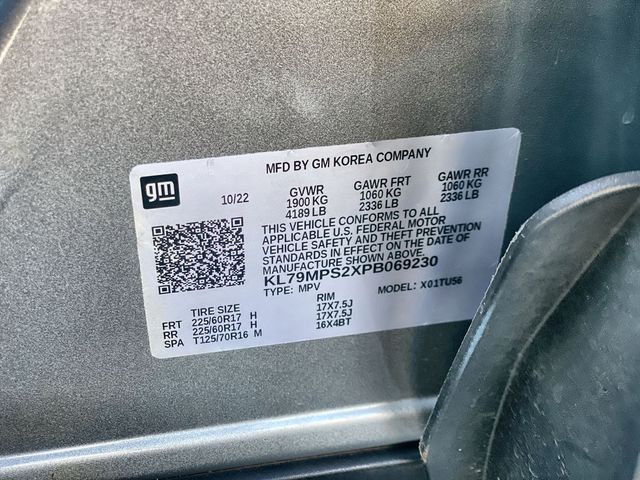 MFD BY GM KOREA COMPANY
gm
10/22
GVWR GAWR FRT GAWR RR
1900 KG 1060 KG 1060 KG
4189 LB 2336 LB 2336 LB
THIS VEHICLE CONFORMS TO ALL
APPLICABLE U.S. FEDERAL MOTOR
VEHICLE SAFETY AND THEFT PREVENTION
STANDARDS IN EFFECT ON THE DATE OF
MANUFACTURE SHOWN ABOVE.
KL79MPS2XPB069230
TYPE: MPV MODEL: X01TU56
TIRE SIZE RIM
FRT 225/60R17 H 17X7.5J
RR 225/60R17 H 17X7.5J
SPA T125/70R16 M 16X4BT